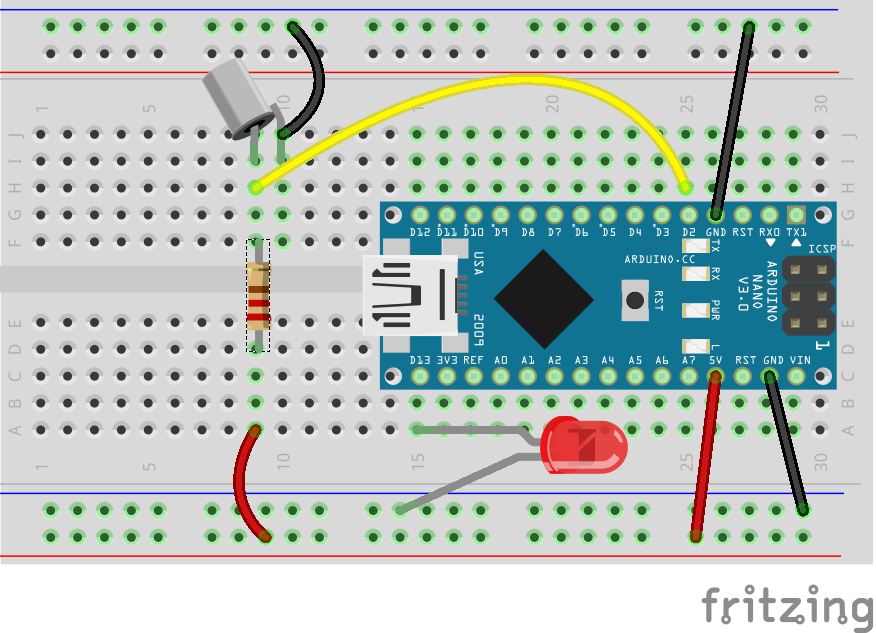 1 5 10 15 20 25 30
J J
I I
H H
G G
F F
D12 D11 D10 D9 D8 D7 D6 D5 D4 D3 D2 GND RST RX0 TX1
TX
RX
PWR
L
ICSP
ARDUINO.CC
RST
ARDUINO
NANO
V3.0
USA
2009
1
D13 3V3 REF A0 A1 A2 A3 A4 A5 A6 A7 5V RST GND VIN
E E
D D
C C
B B
A A
1 5 10 15 20 25 30
fritzing